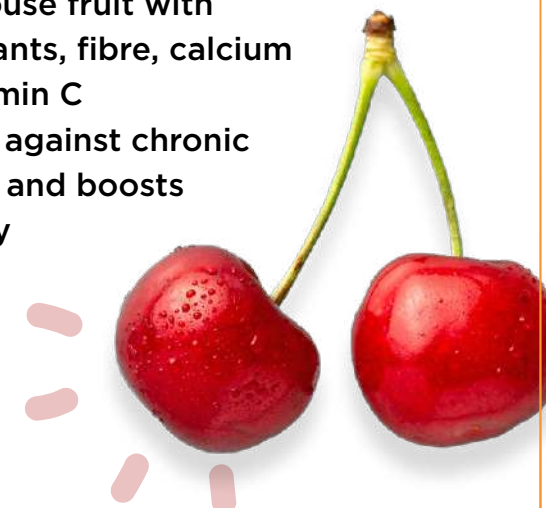 ouse fruit with
ants, fibre, calcium
min C
against chronic
and boosts
y